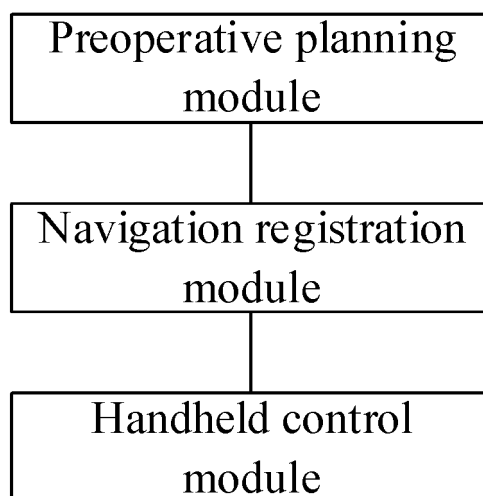 Preoperative planning
module
Navigation registration
module
Handheld control
module